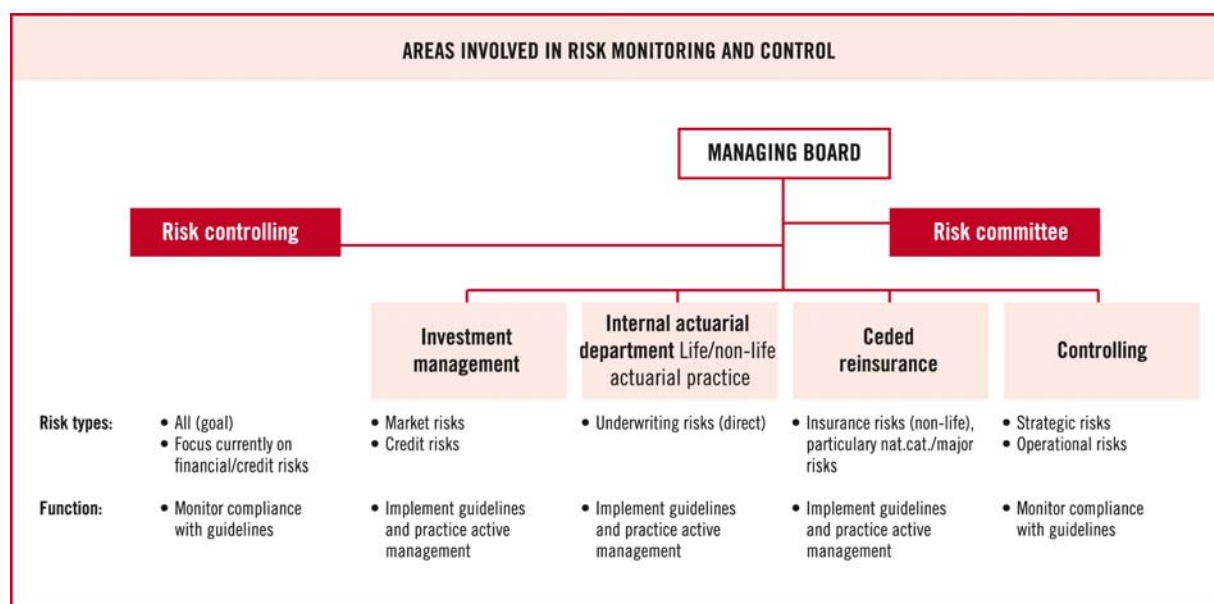 AREAS INVOLVED IN RISK MONITORING AND CONTROL
MANAGING BOARD
Risk controlling
Risk committee
Investment
management
Internal actuarial
department Life/non-life
actuarial practice
Ceded
reinsurance
Controlling
Risk types:
• All (goal)
• Focus currently on
financial/credit risks
• Market risks
• Credit risks
• Underwriting risks (direct)
• Insurance risks (non-life),
particulary nat.cat./major
risks
• Strategic risks
• Operational risks
Function:
• Monitor compliance
with guidelines
• Implement guidelines
and practice active
management
• Implement guidelines
and practice active
management
• Implement guidelines
and practice active
management
• Monitor compliance
with guidelines